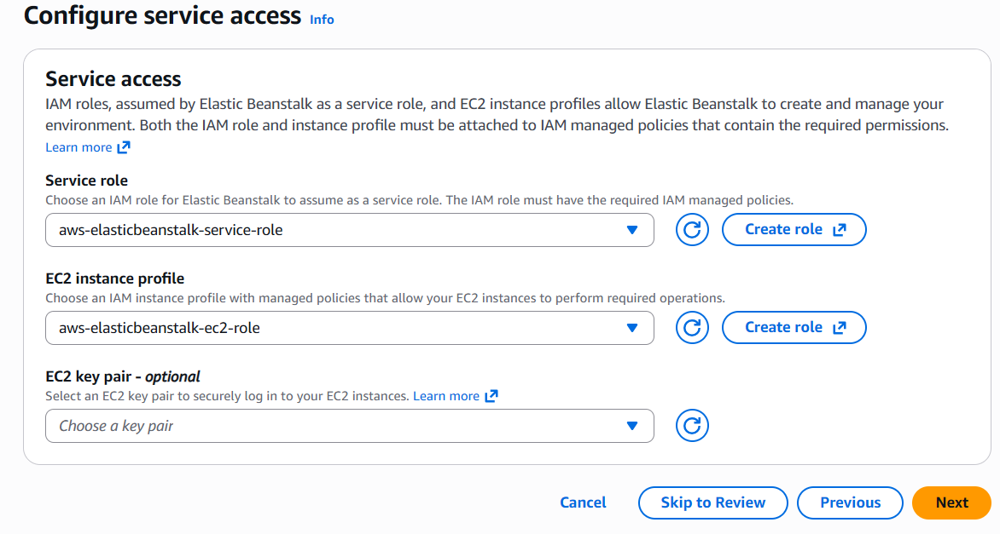 Configure service access Info
Service access
IAM roles, assumed by Elastic Beanstalk as a service role, and EC2 instance profiles allow Elastic Beanstalk to create and manage your
environment. Both the IAM role and instance profile must be attached to IAM managed policies that contain the required permissions.
Learn more
Service role
Choose an IAM role for Elastic Beanstalk to assume as a service role. The IAM role must have the required IAM managed policies.
aws-elasticbeanstalk-service-role
Create role
EC2 instance profile
Choose an IAM instance profile with managed policies that allow your EC2 instances to perform required operations.
aws-elasticbeanstalk-ec2-role
Create role
EC2 key pair - optional
Select an EC2 key pair to securely log in to your EC2 instances. Learn more
Choose a key pair
Cancel Skip to Review Previous Next